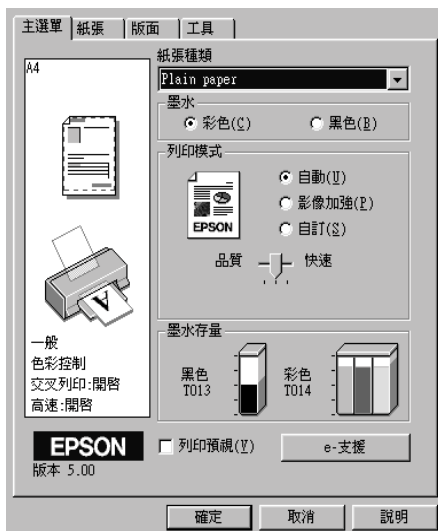 主選單 紙張 版面 工具
A4
紙張種類
Plain paper
墨水
彩色(C) 黑色(B)
列印模式
EPSON
自動(U)
影像加強(P)
自訂(S)
品質 快速
墨水存量
黑色
T013
彩色
T014
一般
色彩控制
交叉列印:開啓
高速:開啓
EPSON
版本 5.00
列印預視(V)
e-支援
確定 取消 説明